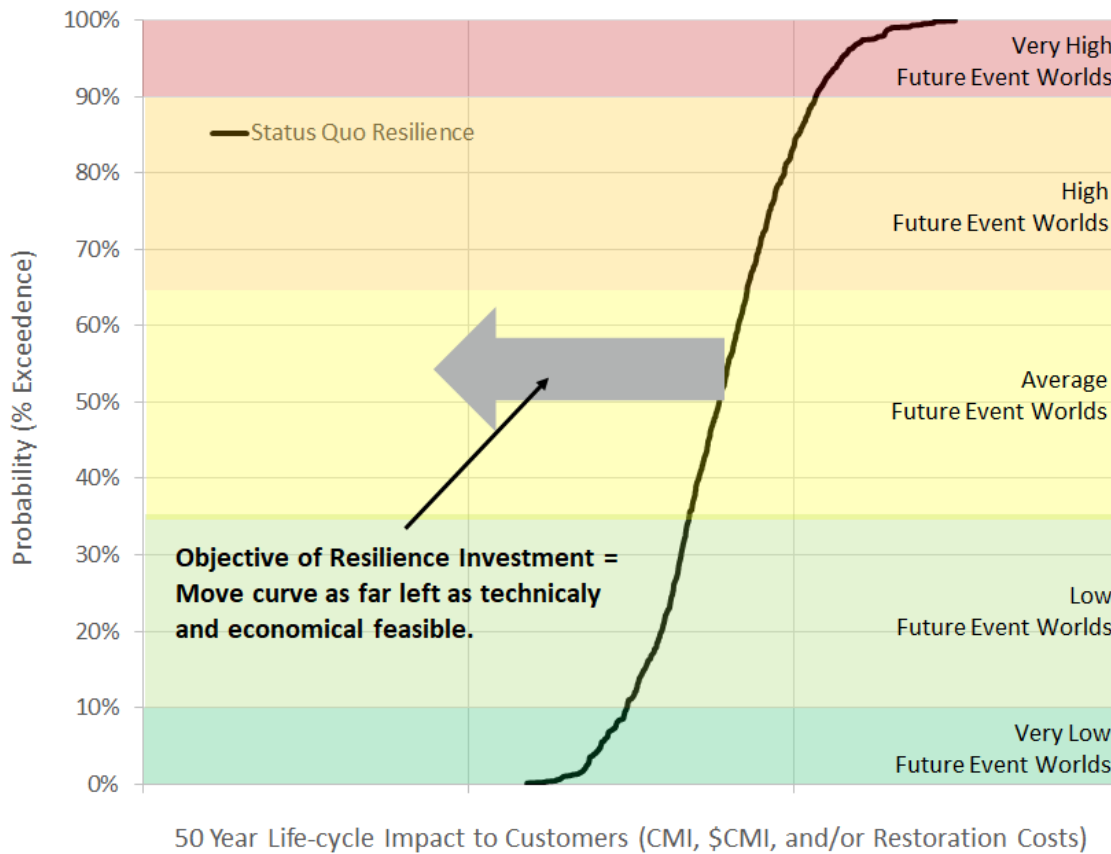 100%
90%
80%
70%
60%
50%
40%
30%
20%
10%
0%
Probability (% Exceedence)
Status Quo Resilience
Very High
Future Event Worlds
High
Future Event Worlds
Average
Future Event Worlds
Low
Future Event Worlds
Very Low
Future Event Worlds
Objective of Resilience Investment =
Move curve as far left as technicaly
and economical feasible.
50 Year Life-cycle Impact to Customers (CMI, $CMI, and/or Restoration Costs)